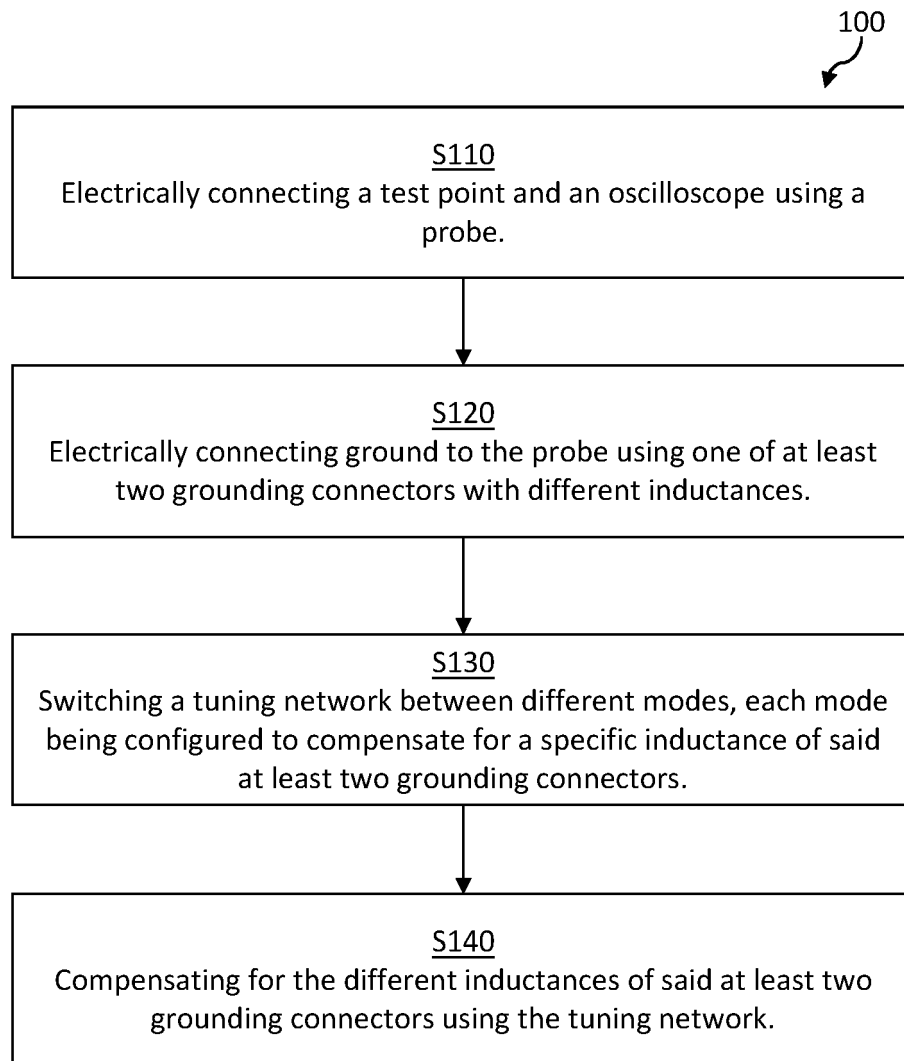 100
S110
Electrically connecting a test point and an oscilloscope using a
probe.
S120
Electrically connecting ground to the probe using one of at least
two grounding connectors with different inductances.
S130
Switching a tuning network between different modes, each mode
being configured to compensate for a specific inductance of said
at least two grounding connectors.
S140
Compensating for the different inductances of said at least two
grounding connectors using the tuning network.